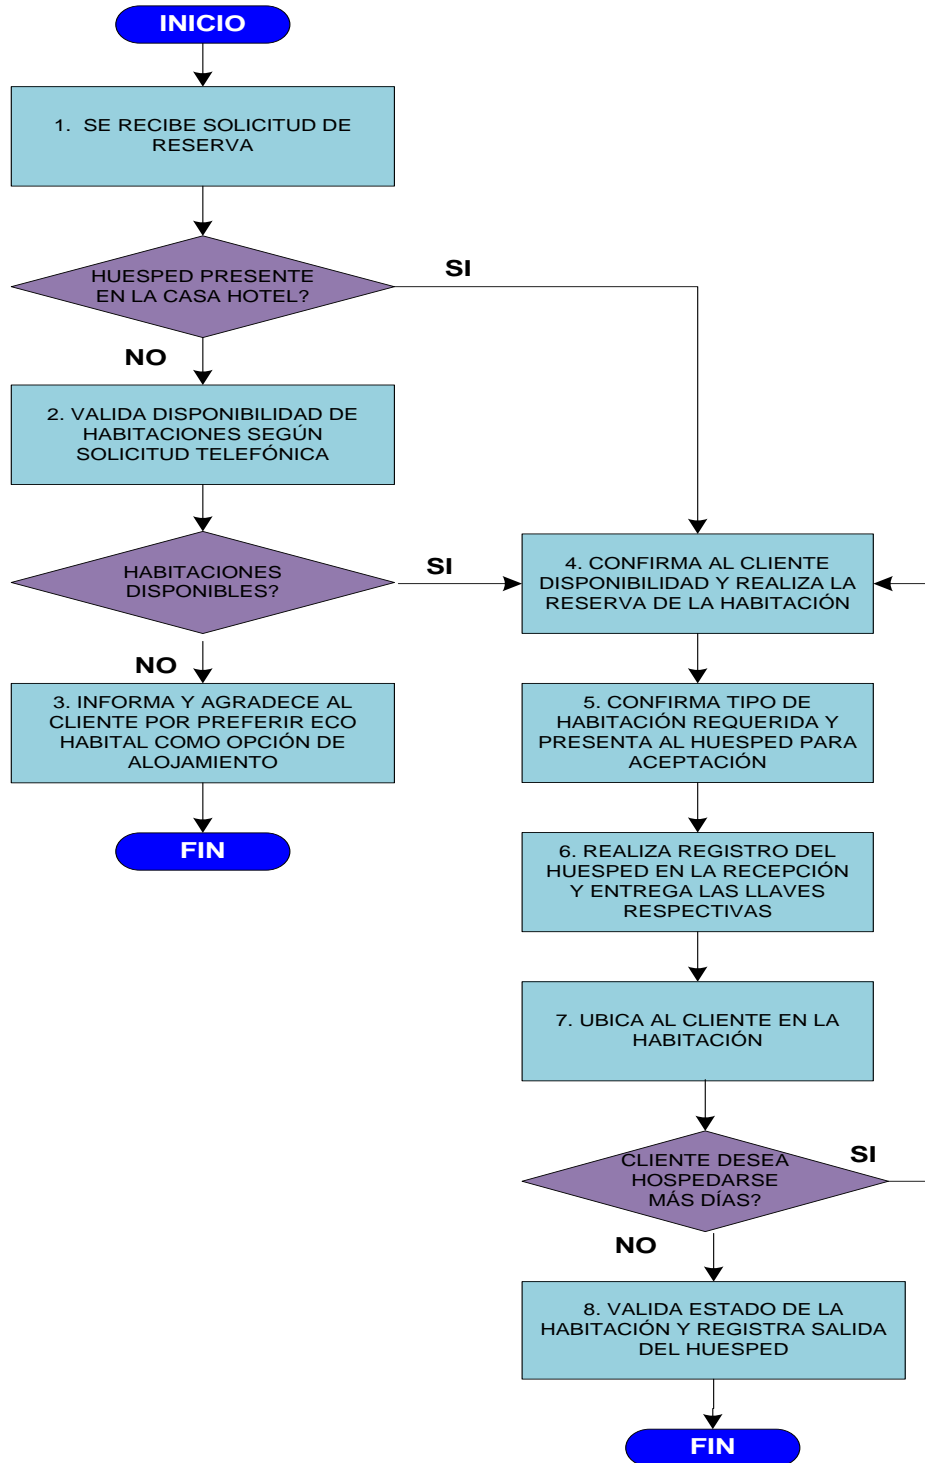 INICIO
1. SE RECIBE SOLICITUD DE
RESERVA
HUESPED PRESENTE
EN LA CASA HOTEL?
SI
NO
2. VALIDA DISPONIBILIDAD DE
HABITACIONES SEGÚN
SOLICITUD TELEFÓNICA
HABITACIONES
DISPONIBLES?
SI
NO
3. INFORMA Y AGRADECE AL
CLIENTE POR PREFERIR ECO
HABITAL COMO OPCIÓN DE
ALOJAMIENTO
FIN
4. CONFIRMA AL CLIENTE
DISPONIBILIDAD Y REALIZA LA
RESERVA DE LA HABITACIÓN
5. CONFIRMA TIPO DE
HABITACIÓN REQUERIDA Y
PRESENTA AL HUESPED PARA
ACEPTACIÓN
6. REALIZA REGISTRO DEL
HUESPED EN LA RECEPCIÓN
Y ENTREGA LAS LLAVES
RESPECTIVAS
7. UBICA AL CLIENTE EN LA
HABITACIÓN
CLIENTE DESEA
HOSPEDARSE
MÁS DÍAS?
SI
NO
8. VALIDA ESTADO DE LA
HABITACIÓN Y REGISTRA SALIDA
DEL HUESPED
FIN